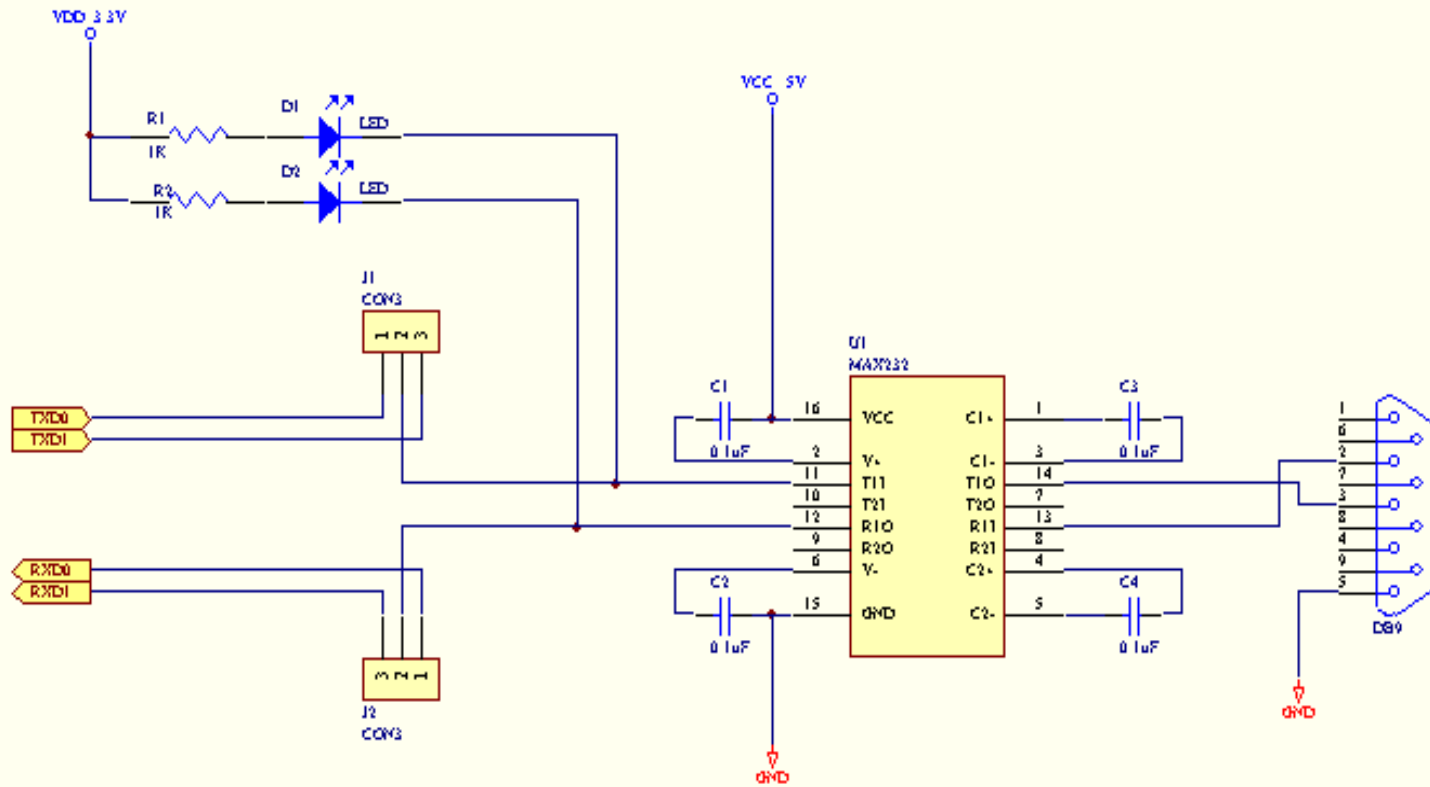 VDD 3.3V
VCC 5V
R1
1K
D1
LED
R2
1K
D2
LED
J1
CON3
1 2 3
TXD0
TXD1
RXD0
RXD1
3 2 1
J2
CON3
U1
MAX232
C1
0.1uF
C2
0.1uF
16 VCC C1+ 1
2 V+ C1- 3
11 T1I T1O 14
10 T2I T2O 7
12 R1O R1I 13
9 R2O R2I 8
6 V- C2+ 4
15 GND C2- 5
C3
0.1uF
C4
0.1uF
1
6
2
7
3
8
4
9
5
DB9
GND
GND